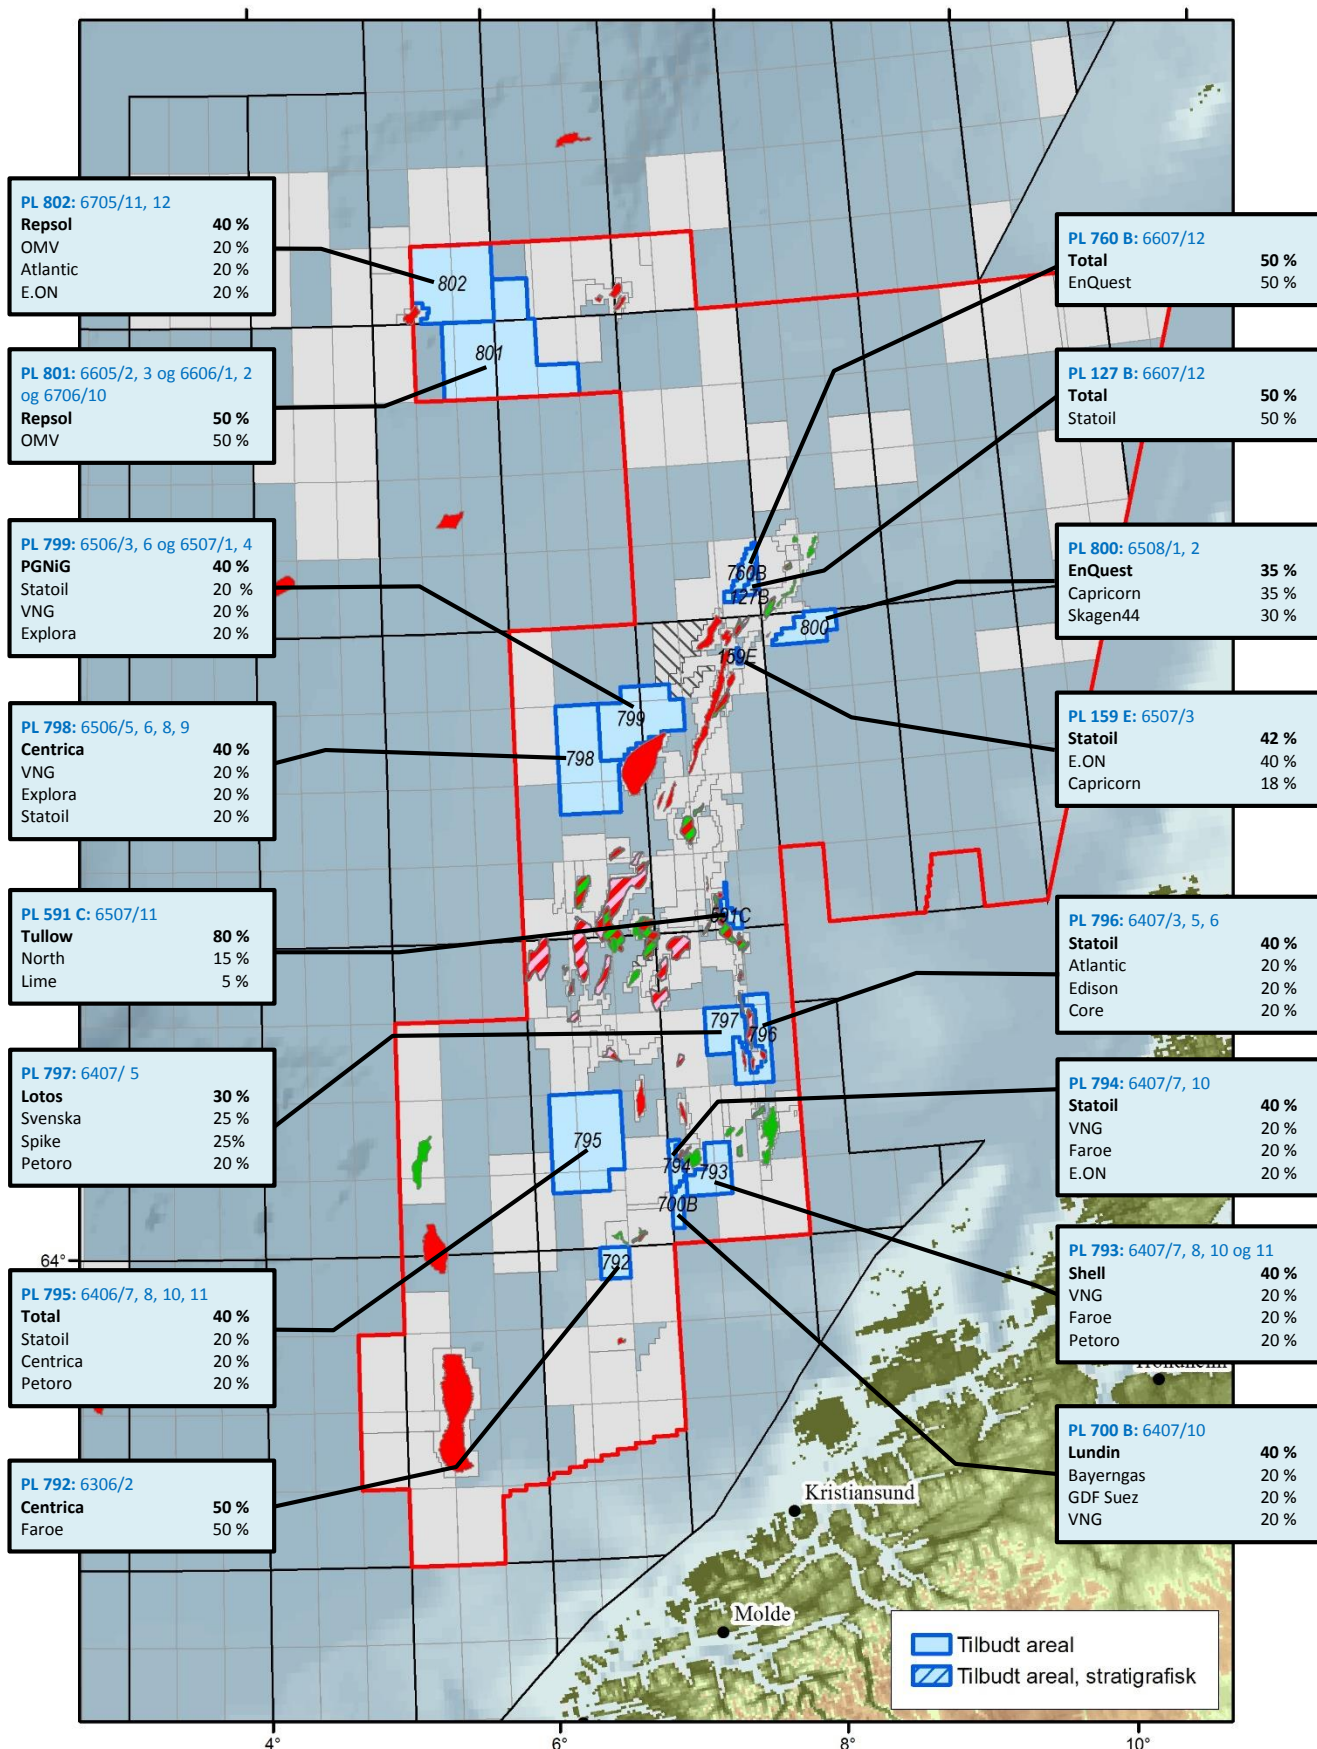 PL 802: 6705/11, 12
Repsol 40 %
OMV 20 %
Atlantic 20 %
E.ON 20 %
PL 801: 6605/2, 3 og 6606/1, 2
og 6706/10
Repsol 50 %
OMV 50 %
PL 799: 6506/3, 6 og 6507/1, 4
PGNiG 40 %
Statoil 20 %
VNG 20 %
Explora 20 %
PL 798: 6506/5, 6, 8, 9
Centrica 40 %
VNG 20 %
Explora 20 %
Statoil 20 %
PL 591 C: 6507/11
Tullow 80 %
North 15 %
Lime 5 %
PL 797: 6407/ 5
Lotos 30 %
Svenska 25 %
Spike 25%
Petoro 20 %
64°
PL 795: 6406/7, 8, 10, 11
Total 40 %
Statoil 20 %
Centrica 20 %
Petoro 20 %
PL 792: 6306/2
Centrica 50 %
Faroe 50 %
802
801
760B
127B
800
159E
799
798
591C
797
796
795
794
793
700B
792
PL 760 B: 6607/12
Total 50 %
EnQuest 50 %
PL 127 B: 6607/12
Total 50 %
Statoil 50 %
PL 800: 6508/1, 2
EnQuest 35 %
Capricorn 35 %
Skagen44 30 %
PL 159 E: 6507/3
Statoil 42 %
E.ON 40 %
Capricorn 18 %
PL 796: 6407/3, 5, 6
Statoil 40 %
Atlantic 20 %
Edison 20 %
Core 20 %
PL 794: 6407/7, 10
Statoil 40 %
VNG 20 %
Faroe 20 %
E.ON 20 %
PL 793: 6407/7, 8, 10 og 11
Shell 40 %
VNG 20 %
Faroe 20 %
Petoro 20 %
Trondheim
PL 700 B: 6407/10
Lundin 40 %
Bayerngas 20 %
GDF Suez 20 %
VNG 20 %
Kristiansund
Molde
Tilbudt areal
Tilbudt areal, stratigrafisk
4° 6° 8° 10°